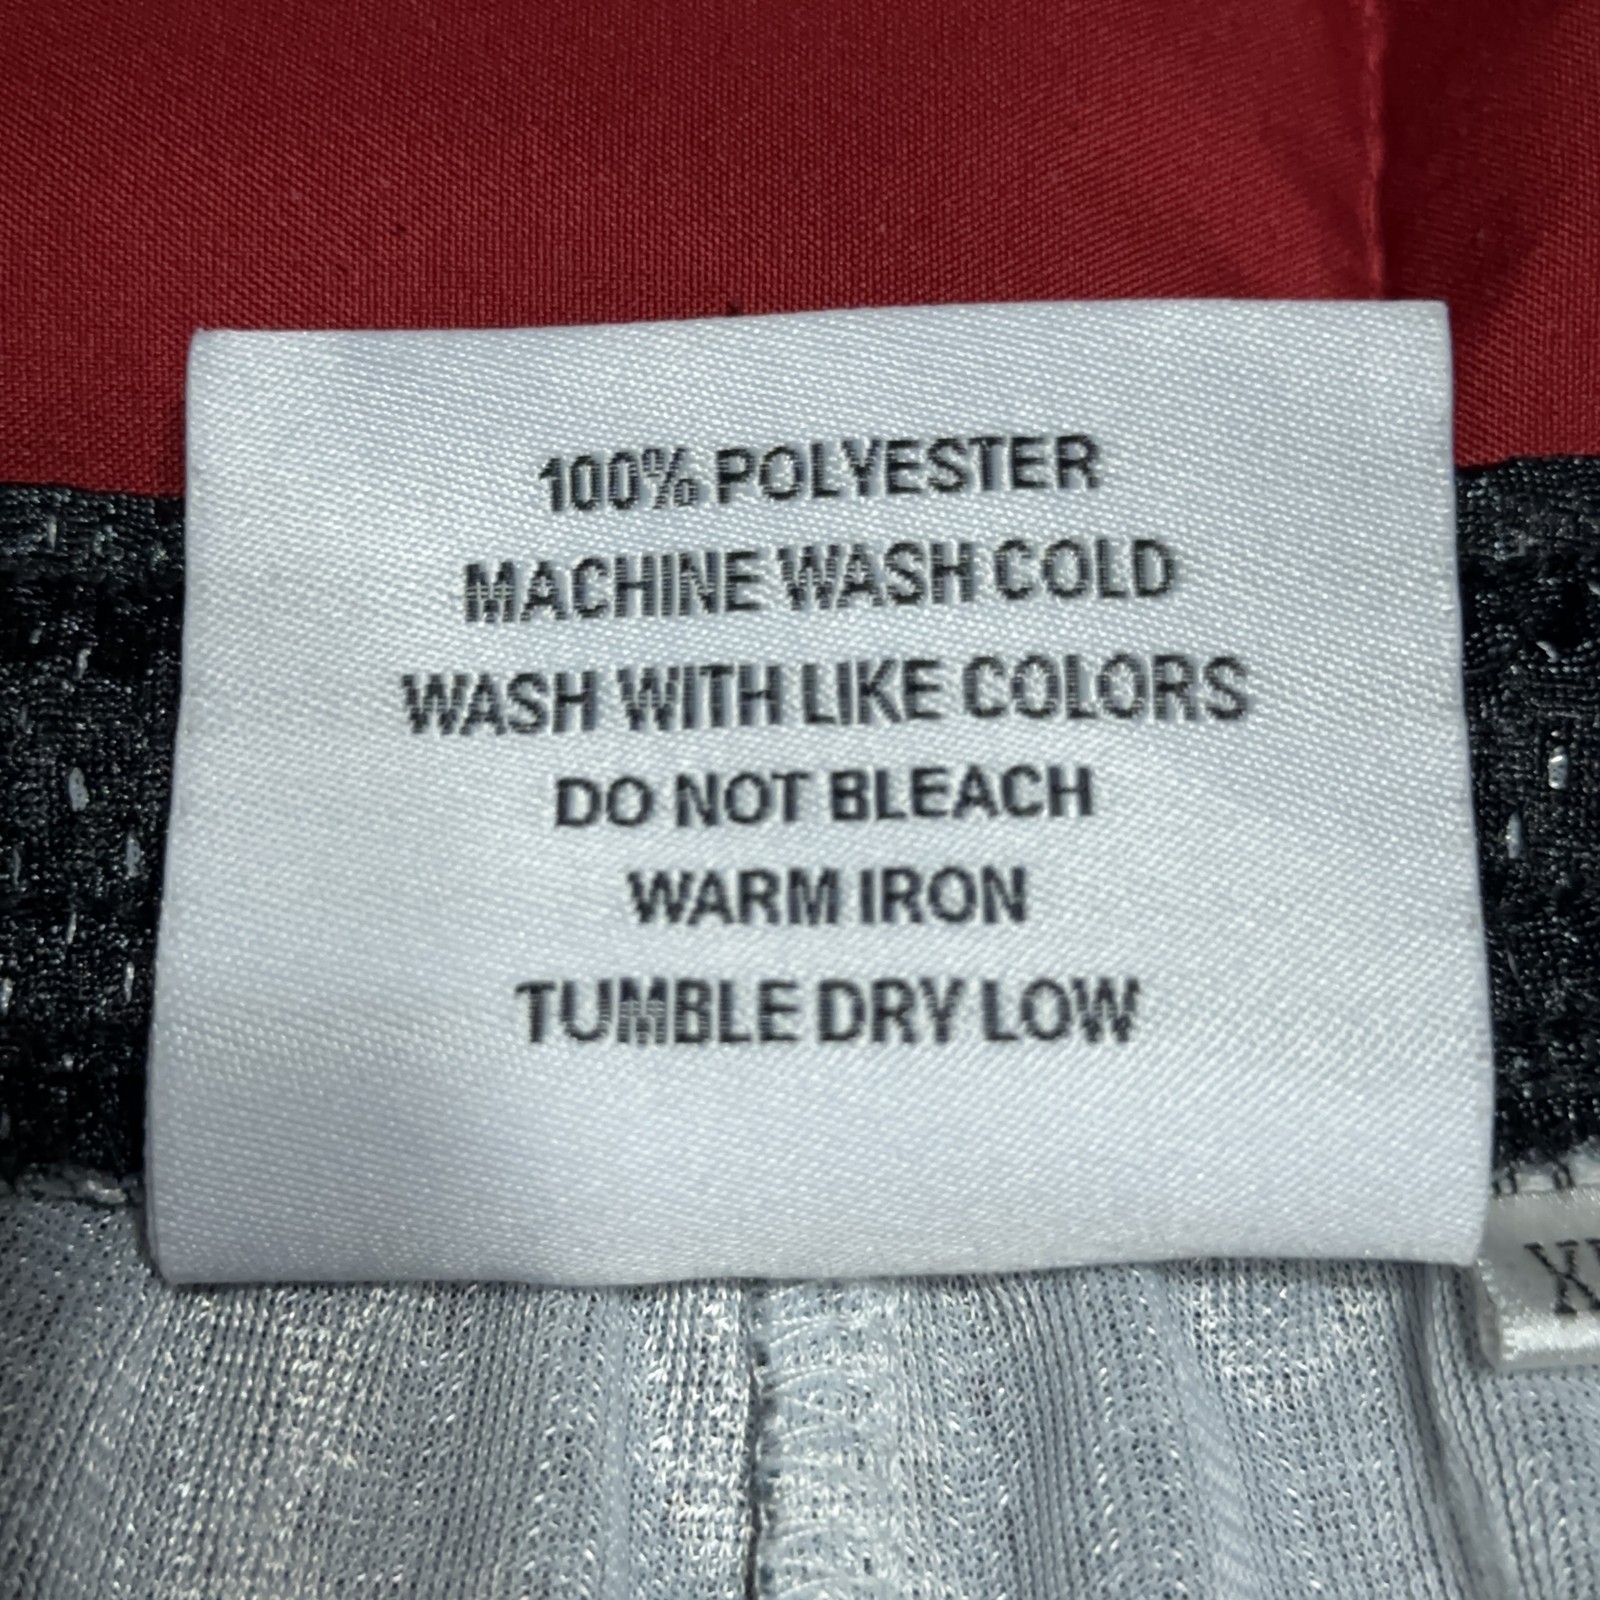 100% POLYESTER
MACHINE WASH COLD
WASH WITH LIKE COLORS
DO NOT BLEACH
WARM IRON
TUMBLE DRY LOW